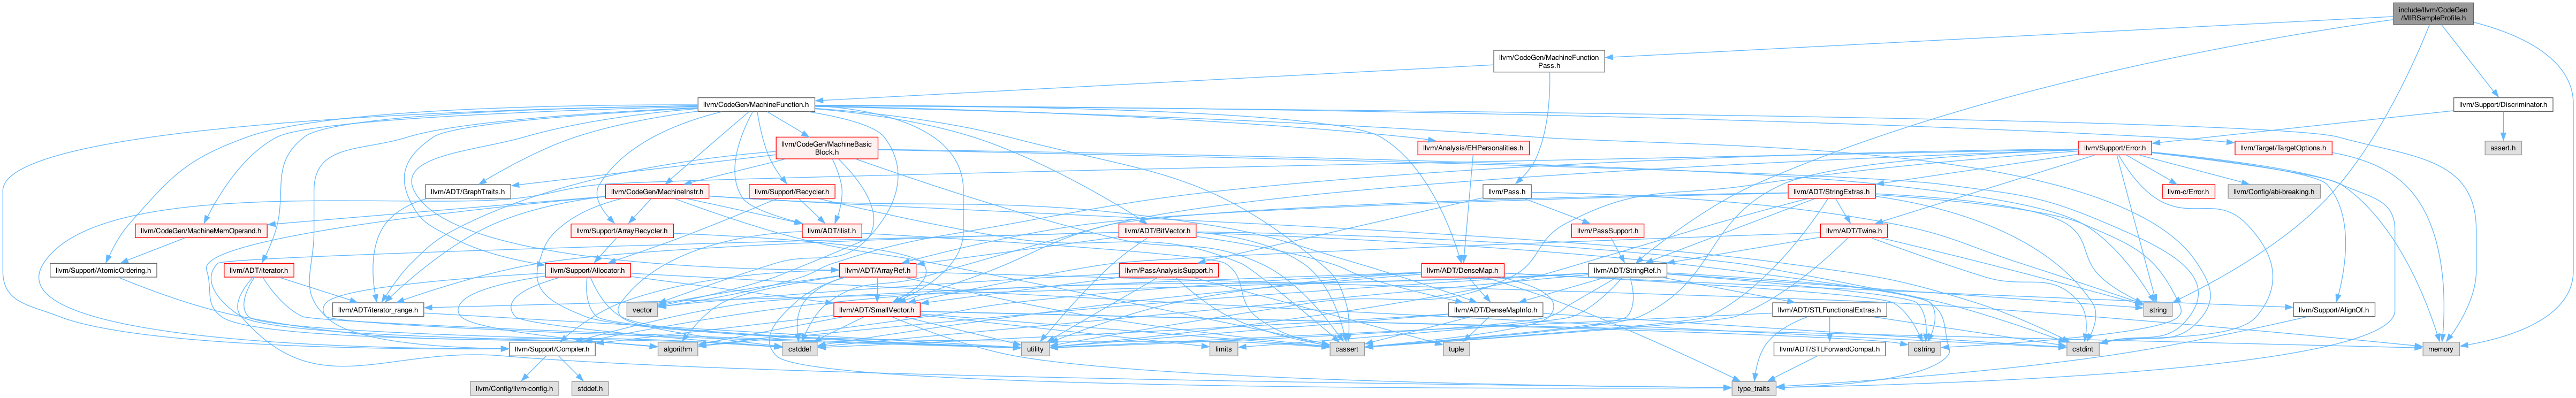 include/llvm/CodeGen
/MIRSampleProfile.h
llvm/CodeGen/MachineFunction
Pass.h
llvm/CodeGen/MachineFunction.h
llvm/Support/Discriminator.h
llvm/CodeGen/MachineBasic
Block.h
llvm/Analysis/EHPersonalities.h
llvm/Support/Error.h
llvm/Target/TargetOptions.h
assert.h
llvm/ADT/GraphTraits.h
llvm/CodeGen/MachineInstr.h
llvm/Support/Recycler.h
llvm/Pass.h
llvm/ADT/StringExtras.h
llvm-c/Error.h
llvm/Config/abi-breaking.h
llvm/CodeGen/MachineMemOperand.h
llvm/Support/ArrayRecycler.h
llvm/ADT/ilist.h
llvm/ADT/BitVector.h
llvm/PassSupport.h
llvm/ADT/Twine.h
llvm/Support/AtomicOrdering.h
llvm/ADT/iterator.h
llvm/Support/Allocator.h
llvm/ADT/ArrayRef.h
llvm/PassAnalysisSupport.h
llvm/ADT/DenseMap.h
llvm/ADT/StringRef.h
llvm/ADT/iterator_range.h
vector
llvm/ADT/SmallVector.h
llvm/ADT/DenseMapInfo.h
llvm/ADT/STLFunctionalExtras.h
string
llvm/Support/AlignOf.h
llvm/Support/Compiler.h
algorithm
cstddef
utility
limits
cassert
tuple
llvm/ADT/STLForwardCompat.h
cstring
cstdint
memory
llvm/Config/llvm-config.h
stddef.h
type_traits